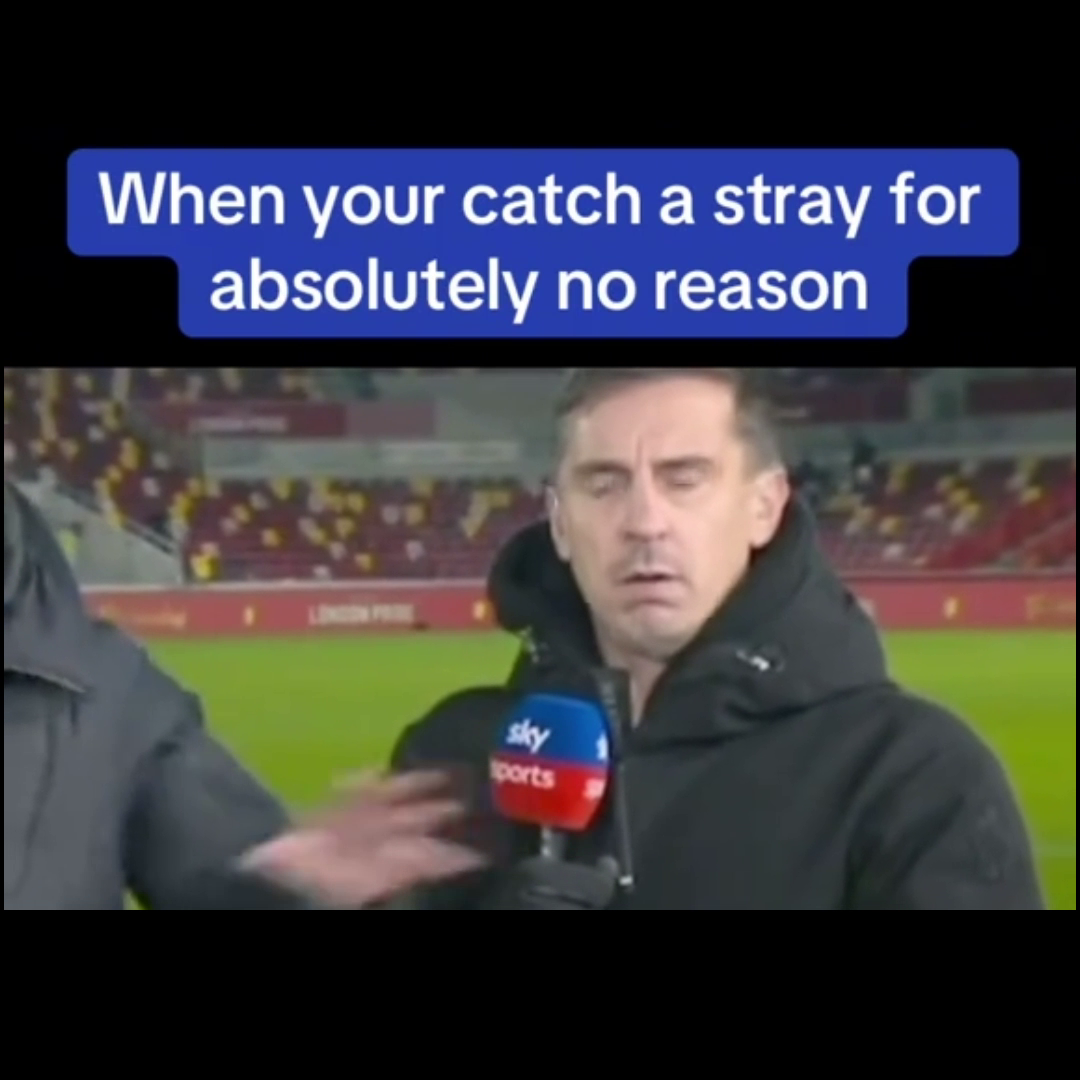 When your catch a stray for
absolutely no reason
LONDON PRIDE
sky
sports